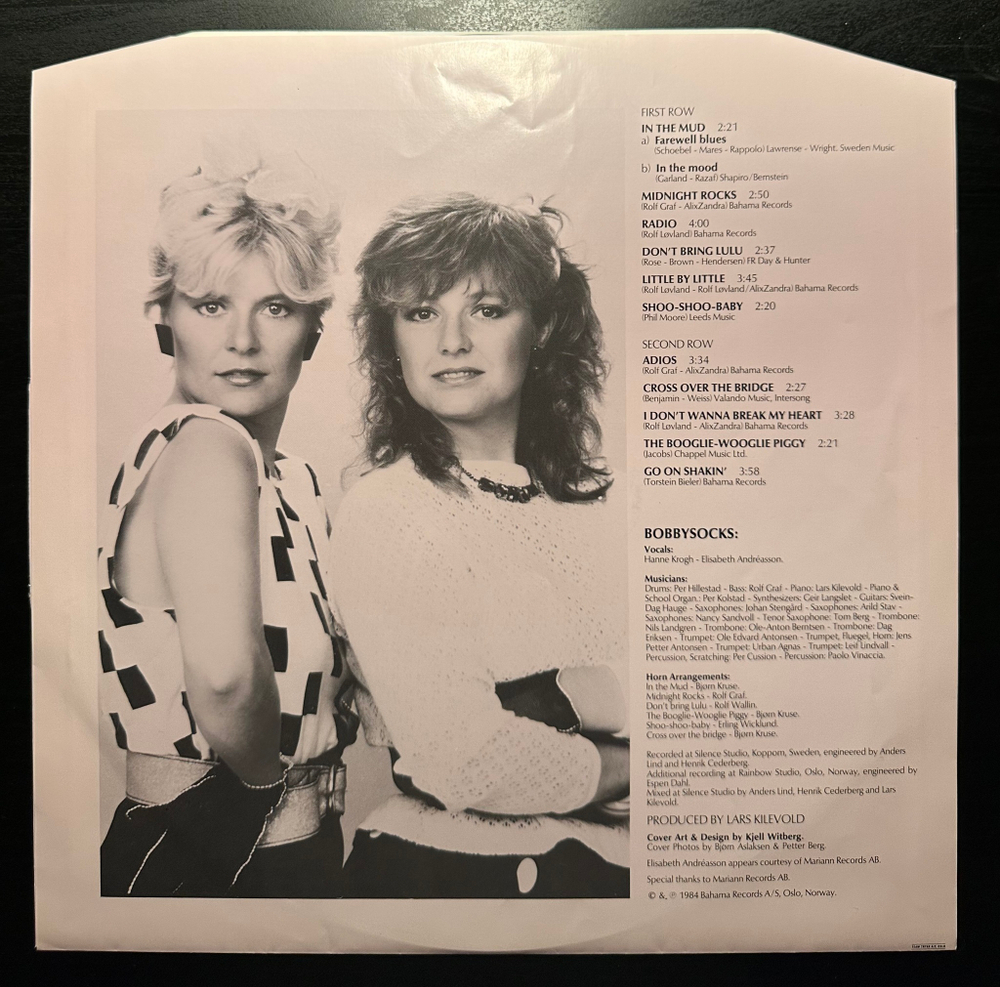 FIRST ROW
IN THE MUD 2:21
a) Farewell blues
(Schoebel - Mares - Rappolo) Lawrense - Wright. Sweden Music
b) In the mood
(Garland - Razaf) Shapiro/Bernstein
MIDNIGHT ROCKS 2:50
(Rolf Graf - AlixZandra) Bahama Records
RADIO 4:00
(Rolf Løvland) Bahama Records
DON'T BRING LULU 2:37
(Rose - Brown - Hendersen) FR Day & Hunter
LITTLE BY LITTLE 3:45
(Rolf Løvland - Rolf Løvland/AlixZandra) Bahama Records
SHOO-SHOO-BABY 2:20
(Phil Moore) Leeds Music
SECOND ROW
ADIOS 3:34
(Rolf Graf - AlixZandra) Bahama Records
CROSS OVER THE BRIDGE 2:27
(Benjamin - Weiss) Valando Music, Intersong
I DON'T WANNA BREAK MY HEART 3:28
(Rolf Løvland - AlixZandra) Bahama Records
THE BOOGLIE-WOOGLIE PIGGY 2:21
(Jacobs) Chappel Music Ltd.
GO ON SHAKIN' 3:58
(Torstein Bieler) Bahama Records
BOBBYSOCKS:
Vocals:
Hanne Krogh - Elisabeth Andréasson.
Musicians:
Drums: Per Hillestad - Bass: Rolf Graf - Piano: Lars Kilevold - Piano &
School Organ.: Per Kolstad - Synthesizers: Geir Langslet - Guitars: Svein-
Dag Hauge - Saxophones: Johan Stengård - Saxophones: Arild Stav -
Saxophones: Nancy Sandvoll - Tenor Saxophone: Tom Berg - Trombone:
Nils Landgren - Trombone: Ole-Anton Berntsen - Trombone: Dag
Eriksen - Trumpet: Ole Edvard Antonsen - Trumpet, Fluegel, Horn: Jens
Petter Antonsen - Trumpet: Urban Agnas - Trumpet: Leif Lindvall -
Percussion, Scratching: Per Cussion - Percussion: Paolo Vinaccia.
Horn Arrangements:
In the Mud - Bjørn Kruse.
Midnight Rocks - Rolf Graf.
Don't bring Lulu - Rolf Wallin.
The Booglie-Wooglie Piggy - Bjørn Kruse.
Shoo-shoo-baby - Erling Wicklund.
Cross over the bridge - Bjørn Kruse.
Recorded at Silence Studio, Koppom, Sweden, engineered by Anders
Lind and Henrik Cederberg.
Additional recording at Rainbow Studio, Oslo, Norway, engineered by
Espen Dahl.
Mixed at Silence Studio by Anders Lind, Henrik Cederberg and Lars
Kilevold.
PRODUCED BY LARS KILEVOLD
Cover Art & Design by Kjell Witberg.
Cover Photos by Bjørn Aslaksen & Petter Berg.
Elisabeth Andréasson appears courtesy of Mariann Records AB.
Special thanks to Mariann Records AB.
© &, ℗ 1984 Bahama Records A/S, Oslo, Norway.